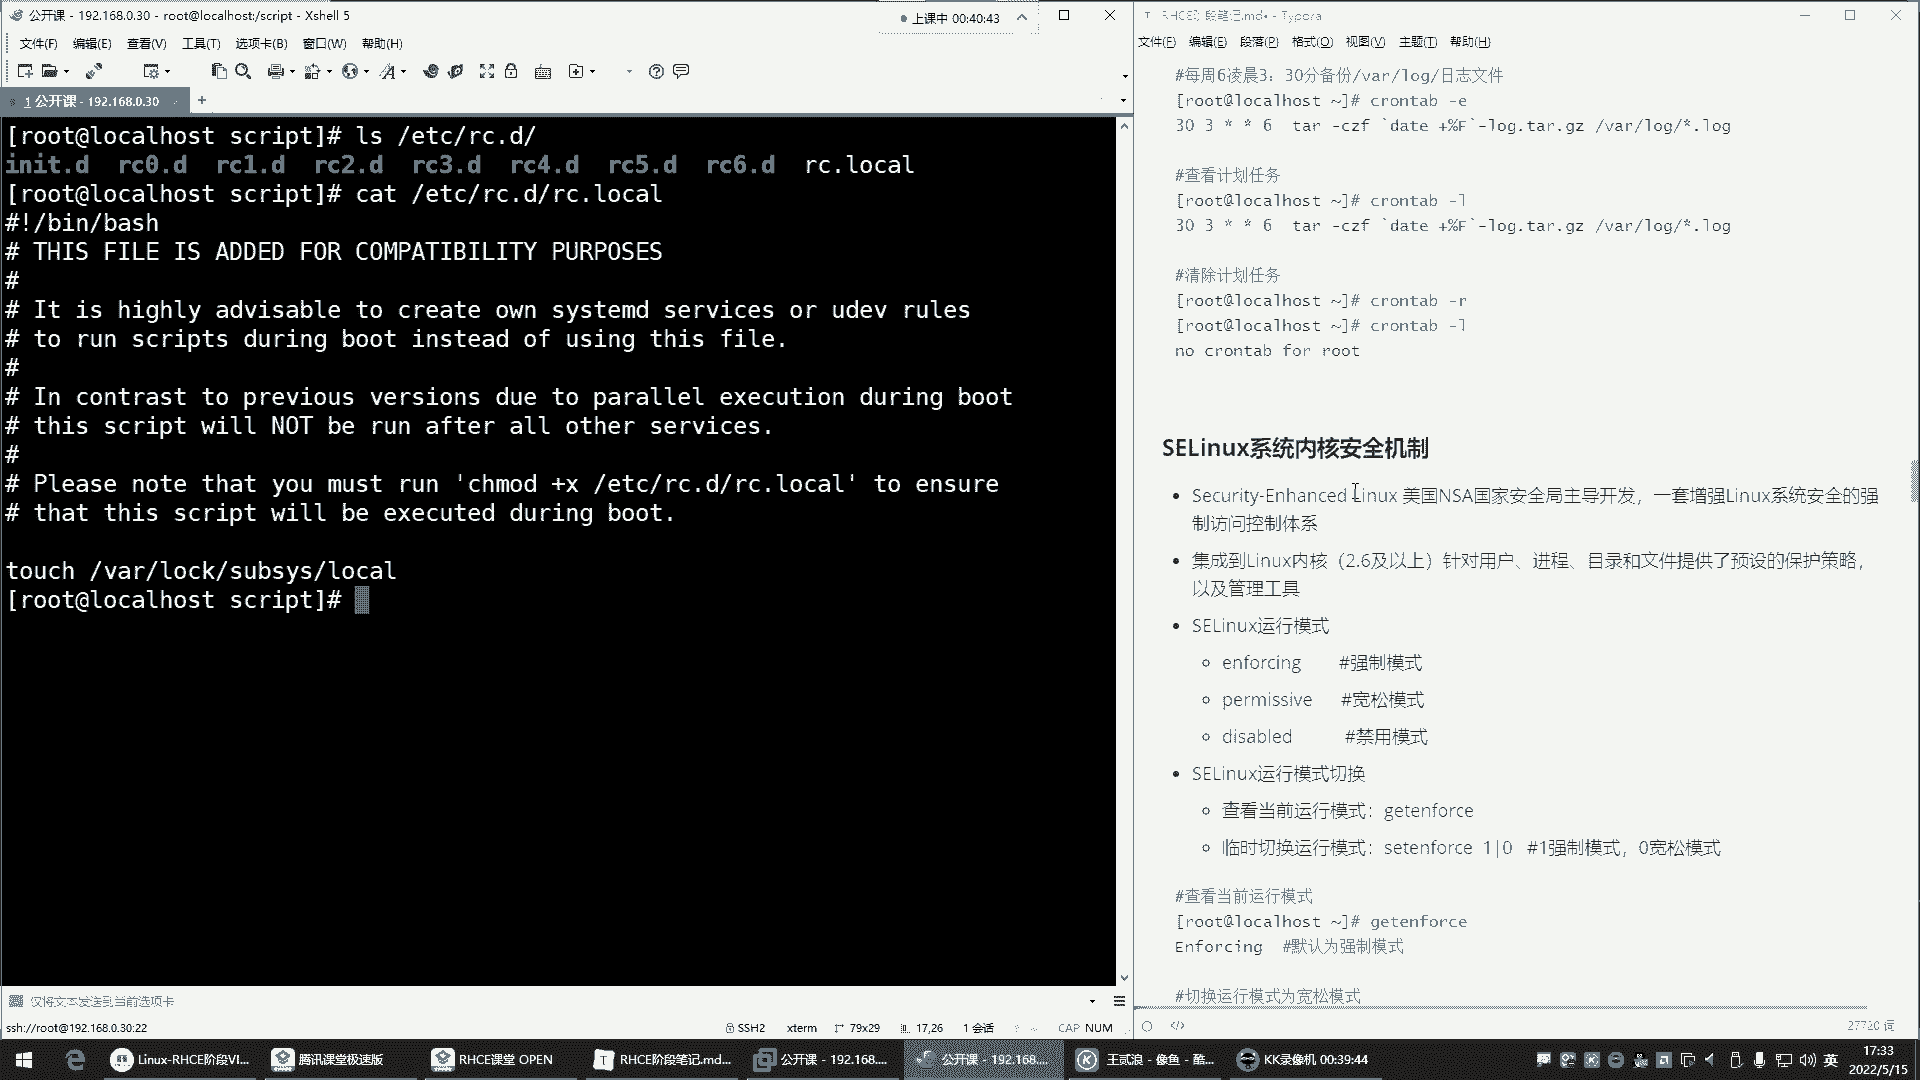 公开课 - 192.168.0.30 - root@localhost:/script - Xshell 5
上课中 00:40:43
文件(F) 编辑(E) 查看(V) 工具(T) 选项卡(B) 窗口(W) 帮助(H)
1 公开课 - 192.168.0.30
[root@localhost script]# ls /etc/rc.d/
init.d rc0.d rc1.d rc2.d rc3.d rc4.d rc5.d rc6.d rc.local
[root@localhost script]# cat /etc/rc.d/rc.local
#!/bin/bash
# THIS FILE IS ADDED FOR COMPATIBILITY PURPOSES
#
# It is highly advisable to create own systemd services or udev rules
# to run scripts during boot instead of using this file.
#
# In contrast to previous versions due to parallel execution during boot
# this script will NOT be run after all other services.
#
# Please note that you must run 'chmod +x /etc/rc.d/rc.local' to ensure
# that this script will be executed during boot.
touch /var/lock/subsys/local
[root@localhost script]#
仅将文本发送到当前选项卡
ssh://root@192.168.0.30:22
SSH2 xterm 79x29 17,26 1 会话 CAP NUM
RHCE阶段笔记.md• - Typora
文件(F) 编辑(E) 段落(P) 格式(O) 视图(V) 主题(T) 帮助(H)
#每周6凌晨3：30分备份/var/log/日志文件
[root@localhost ~]# crontab -e
30 3 * * 6 tar -czf `date +%F`-log.tar.gz /var/log/*.log
#查看计划任务
[root@localhost ~]# crontab -l
30 3 * * 6 tar -czf `date +%F`-log.tar.gz /var/log/*.log
#清除计划任务
[root@localhost ~]# crontab -r
[root@localhost ~]# crontab -l
no crontab for root
SELinux系统内核安全机制
• Security-Enhanced Linux 美国NSA国家安全局主导开发，一套增强Linux系统安全的强
制访问控制体系
• 集成到Linux内核（2.6及以上）针对用户、进程、目录和文件提供了预设的保护策略，
以及管理工具
• SELinux运行模式
◦ enforcing #强制模式
◦ permissive #宽松模式
◦ disabled #禁用模式
• SELinux运行模式切换
◦ 查看当前运行模式：getenforce
◦ 临时切换运行模式：setenforce 1|0 #1强制模式，0宽松模式
#查看当前运行模式
[root@localhost ~]# getenforce
Enforcing #默认为强制模式
#切换运行模式为宽松模式
27720 词
Linux-RHCE阶段VI...
腾讯课堂极速版
RHCE课堂 OPEN
RHCE阶段笔记.md...
公开课 - 192.168....
公开课 - 192.168....
王贰浪 - 像鱼 - 酷...
KK录像机 00:39:44
英
17:33
2022/5/15